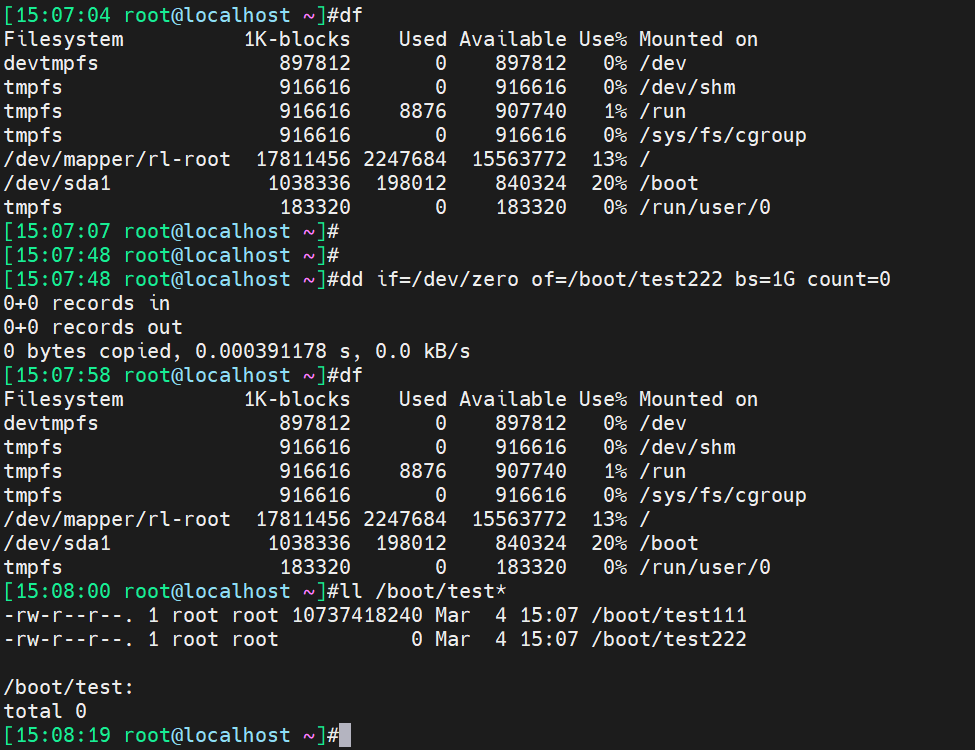 [15:07:04 root@localhost ~]#df
Filesystem          1K-blocks    Used Available Use% Mounted on
devtmpfs               897812       0    897812   0% /dev
tmpfs                  916616       0    916616   0% /dev/shm
tmpfs                  916616    8876    907740   1% /run
tmpfs                  916616       0    916616   0% /sys/fs/cgroup
/dev/mapper/rl-root  17811456 2247684  15563772  13% /
/dev/sda1             1038336  198012    840324  20% /boot
tmpfs                  183320       0    183320   0% /run/user/0
[15:07:07 root@localhost ~]#
[15:07:48 root@localhost ~]#
[15:07:48 root@localhost ~]#dd if=/dev/zero of=/boot/test222 bs=1G count=0
0+0 records in
0+0 records out
0 bytes copied, 0.000391178 s, 0.0 kB/s
[15:07:58 root@localhost ~]#df
Filesystem          1K-blocks    Used Available Use% Mounted on
devtmpfs               897812       0    897812   0% /dev
tmpfs                  916616       0    916616   0% /dev/shm
tmpfs                  916616    8876    907740   1% /run
tmpfs                  916616       0    916616   0% /sys/fs/cgroup
/dev/mapper/rl-root  17811456 2247684  15563772  13% /
/dev/sda1             1038336  198012    840324  20% /boot
tmpfs                  183320       0    183320   0% /run/user/0
[15:08:00 root@localhost ~]#ll /boot/test*
-rw-r--r--. 1 root root 10737418240 Mar  4 15:07 /boot/test111
-rw-r--r--. 1 root root           0 Mar  4 15:07 /boot/test222

/boot/test:
total 0
[15:08:19 root@localhost ~]#